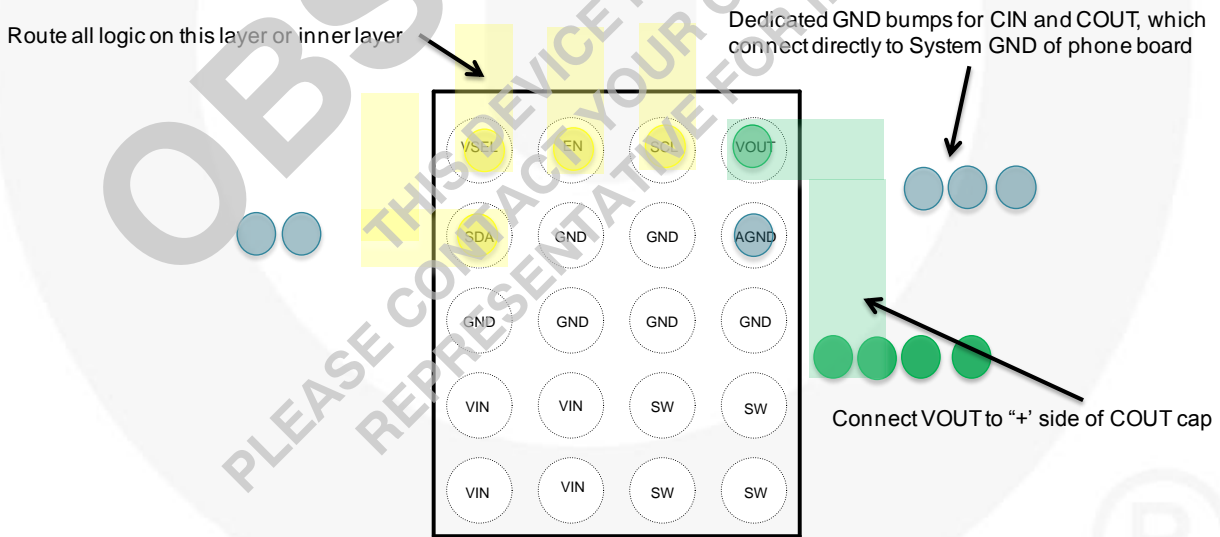 Route all logic on this layer or inner layer
Dedicated GND bumps for CIN and COUT, which
connect directly to System GND of phone board
VSEL EN SCL VOUT
SDA GND GND AGND
GND GND GND GND
VIN VIN SW SW
VIN VIN SW SW
Connect VOUT to “+’ side of COUT cap
OBS
THIS DEVICE
PLEASE CONTACT YOUR
REPRESENTATIVE FOR
R